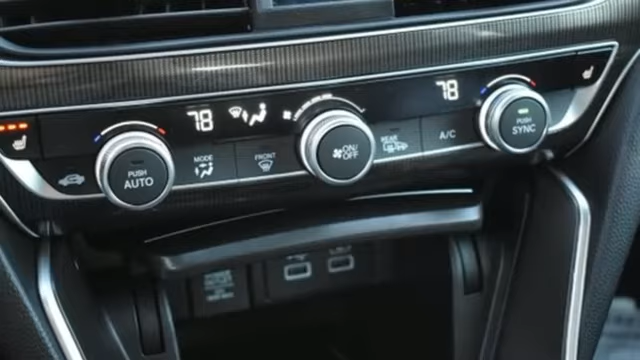 78
78
PUSH
AUTO
MODE
FRONT
ON/
OFF
REAR
A/C
PUSH
SYNC